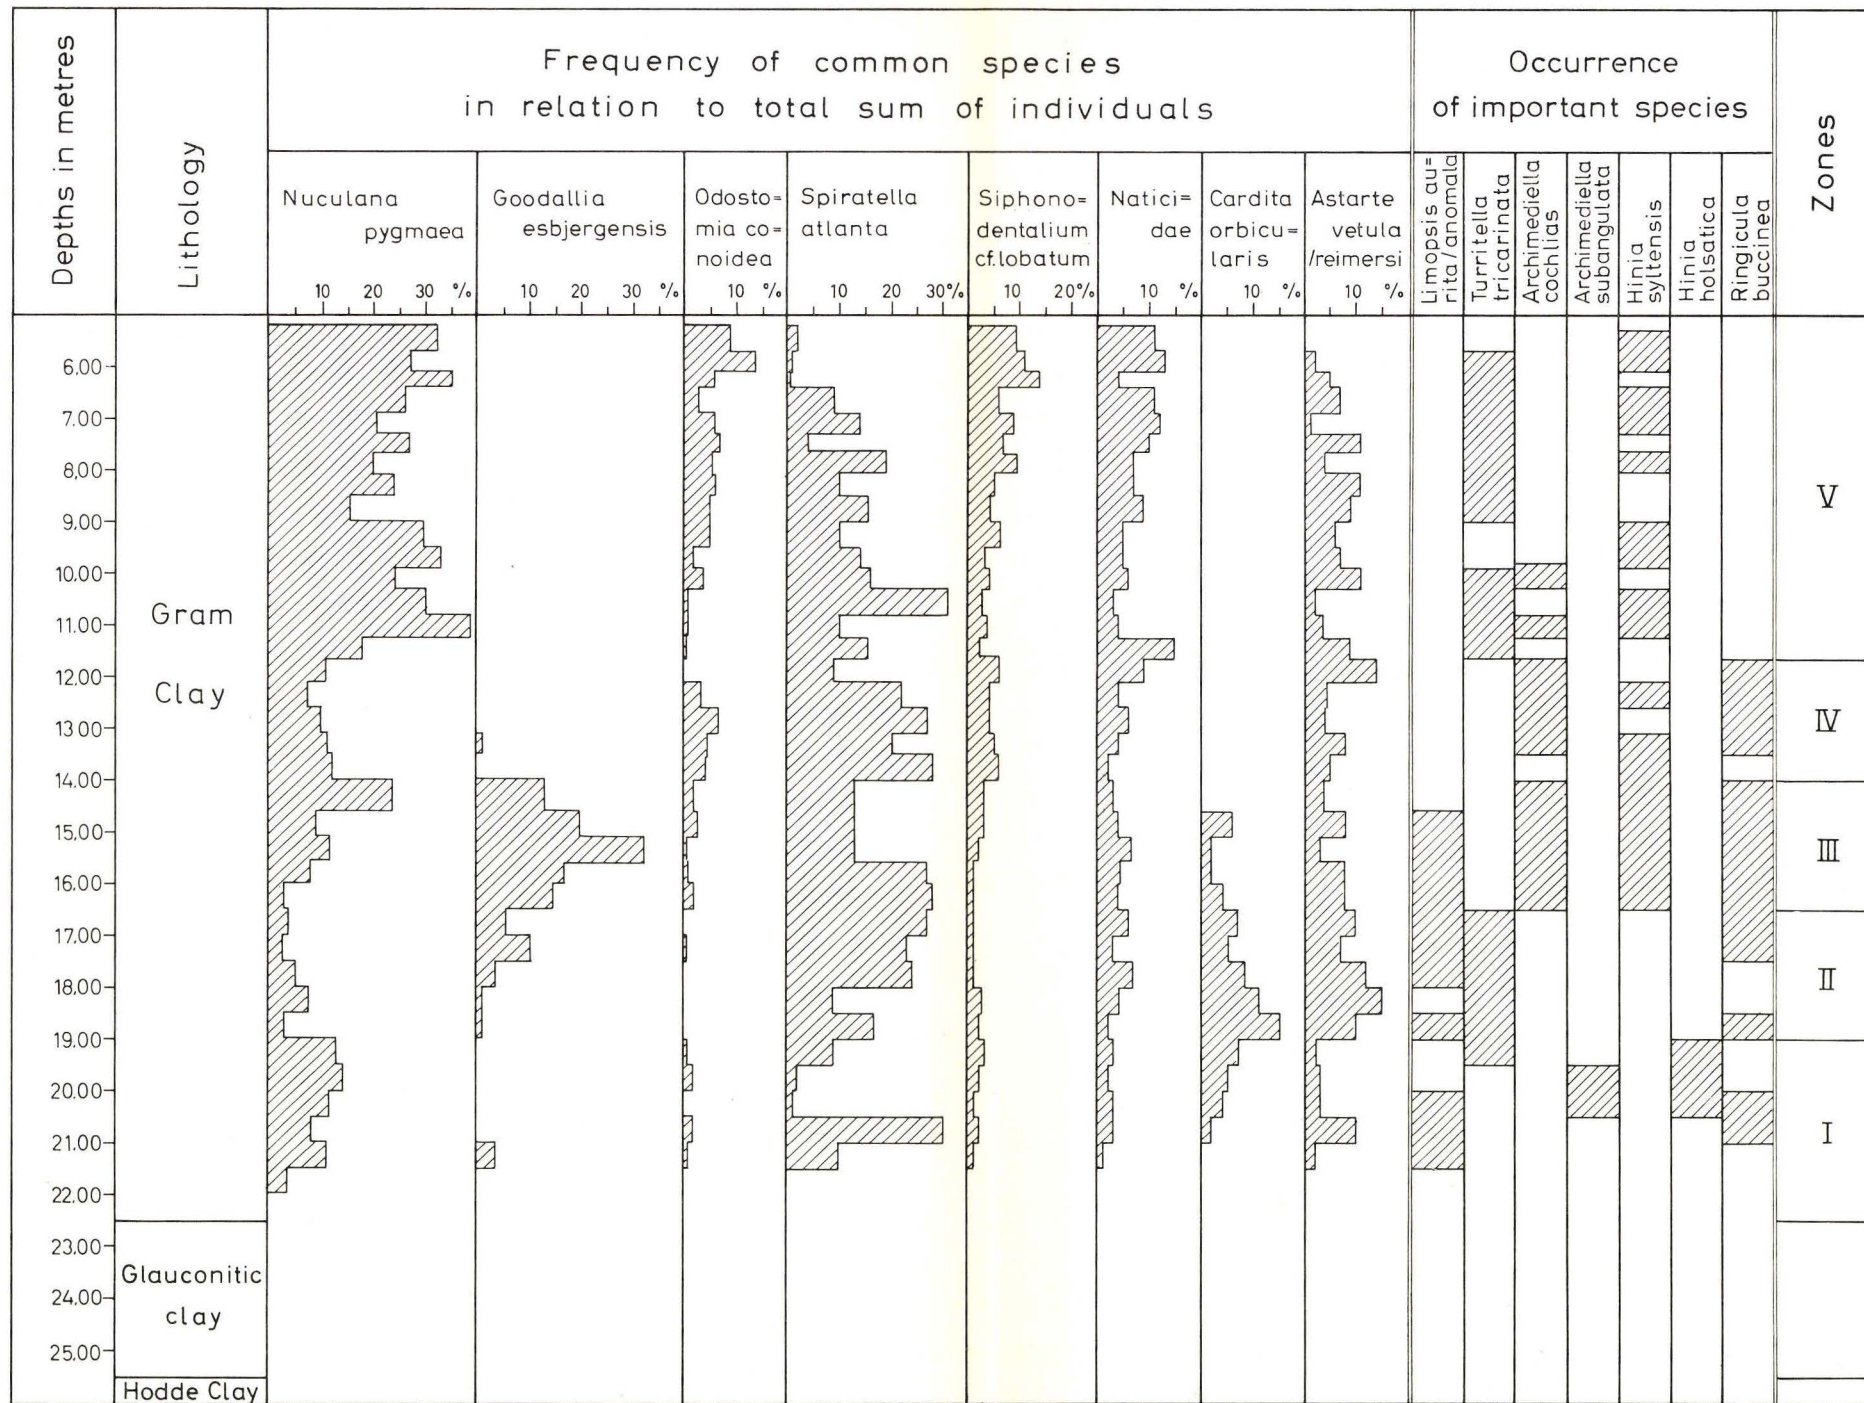 Depths in metres
Lithology
Frequency of common species
in relation to total sum of individuals
Occurrence
of important species
Zones
Nuculana
pygmaea
10 20 30 %
Goodallia
esbjergensis
10 20 30 %
Odosto=
mia co=
noidea
10 %
Spiratella
atlanta
10 20 30%
Siphono=
dentalium
cf.lobatum
10 20%
Natici=
dae
10 %
Cardita
orbicu=
laris
10 %
Astarte
vetula
/reimersi
10 %
Limopsis au=
rita/anomala
Turritella
tricarinata
Archimediella
cochlias
Archimediella
subangulata
Hinia
syltensis
Hinia
holsatica
Ringicula
buccinea
6.00
7.00
8,00
9.00
10.00
11.00
12.00
13.00
14.00
15,00
16.00
17.00
18.00
19.00
20.00
21.00
22.00
23.00
24.00
25.00
Gram
Clay
Glauconitic
clay
Hodde Clay
V
IV
III
II
I